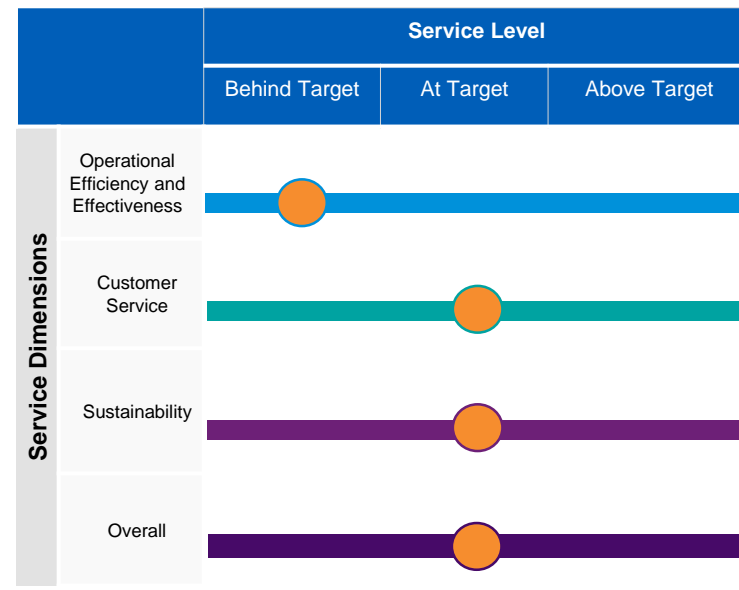 Service Level
Behind Target
At Target
Above Target
Service Dimensions
Operational
Efficiency and
Effectiveness
Customer
Service
Sustainability
Overall